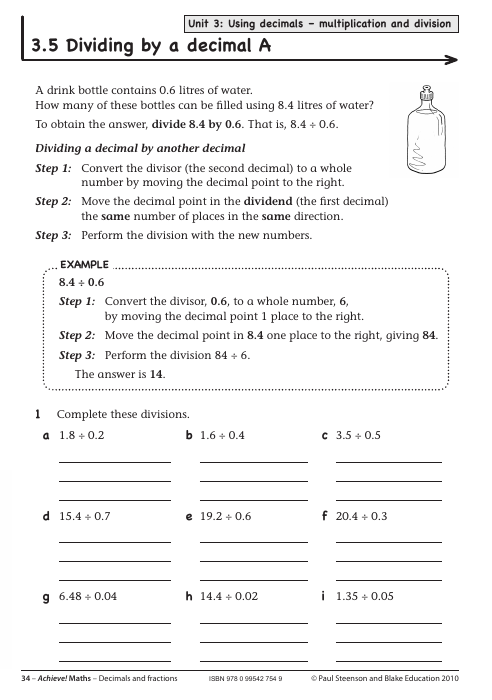 Unit 3: Using decimals – multiplication and division
3.5 Dividing by a decimal A
A drink bottle contains 0.6 litres of water.
How many of these bottles can be filled using 8.4 litres of water?
To obtain the answer, divide 8.4 by 0.6. That is, 8.4 ÷ 0.6.
Dividing a decimal by another decimal
Step 1: Convert the divisor (the second decimal) to a whole
number by moving the decimal point to the right.
Step 2: Move the decimal point in the dividend (the first decimal)
the same number of places in the same direction.
Step 3: Perform the division with the new numbers.
EXAMPLE
8.4 ÷ 0.6
Step 1: Convert the divisor, 0.6, to a whole number, 6,
by moving the decimal point 1 place to the right.
Step 2: Move the decimal point in 8.4 one place to the right, giving 84.
Step 3: Perform the division 84 ÷ 6.
The answer is 14.
1 Complete these divisions.
a 1.8 ÷ 0.2 b 1.6 ÷ 0.4 c 3.5 ÷ 0.5
d 15.4 ÷ 0.7 e 19.2 ÷ 0.6 f 20.4 ÷ 0.3
g 6.48 ÷ 0.04 h 14.4 ÷ 0.02 i 1.35 ÷ 0.05
34 – Achieve! Maths – Decimals and fractions ISBN 978 0 99542 754 9 © Paul Steenson and Blake Education 2010